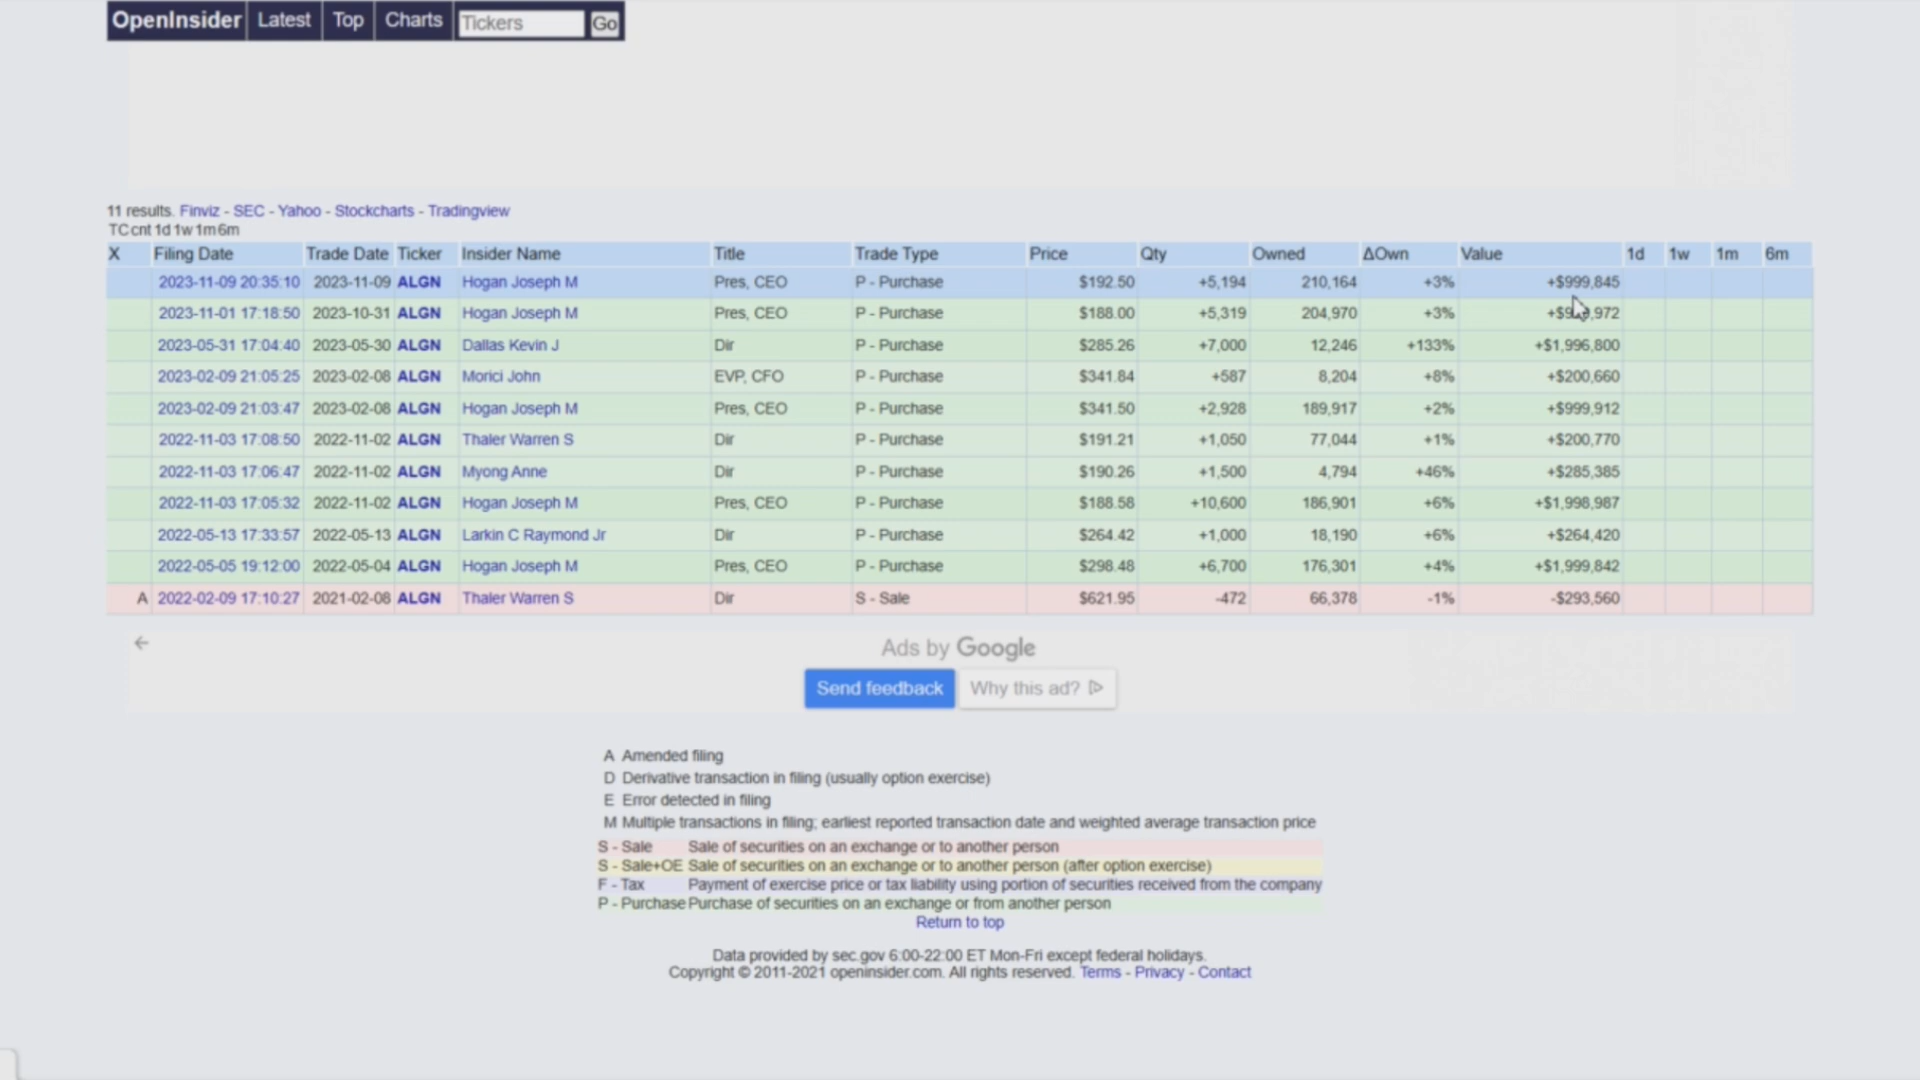 OpenInsider Latest Top Charts Tickers Go
11 results. Finviz - SEC - Yahoo - Stockcharts - Tradingview
TC cnt 1d 1w 1m 6m
X Filing Date Trade Date Ticker Insider Name Title Trade Type Price Qty Owned ΔOwn Value 1d 1w 1m 6m
2023-11-09 20:35:10 2023-11-09 ALGN Hogan Joseph M Pres, CEO P - Purchase $192.50 +5,194 210,164 +3% +$999,845
2023-11-01 17:18:50 2023-10-31 ALGN Hogan Joseph M Pres, CEO P - Purchase $188.00 +5,319 204,970 +3%
2023-05-31 17:04:40 2023-05-30 ALGN Dallas Kevin J Dir P - Purchase $285.26 +7,000 12,246 +133% +$1,996,800
2023-02-09 21:05:25 2023-02-08 ALGN Morici John EVP, CFO P - Purchase $341.84 +587 8,204 +8% +$200,660
2023-02-09 21:03:47 2023-02-08 ALGN Hogan Joseph M Pres, CEO P - Purchase $341.50 +2,928 189,917 +2% +$999,912
2022-11-03 17:08:50 2022-11-02 ALGN Thaler Warren S Dir P - Purchase $191.21 +1,050 77,044 +1% +$200,770
2022-11-03 17:06:47 2022-11-02 ALGN Myong Anne Dir P - Purchase $190.26 +1,500 4,794 +46% +$285,385
2022-11-03 17:05:32 2022-11-02 ALGN Hogan Joseph M Pres, CEO P - Purchase $188.58 +10,600 186,901 +6% +$1,998,987
2022-05-13 17:33:57 2022-05-13 ALGN Larkin C Raymond Jr Dir P - Purchase $264.42 +1,000 18,190 +6% +$264,420
2022-05-05 19:12:00 2022-05-04 ALGN Hogan Joseph M Pres, CEO P - Purchase $298.48 +6,700 176,301 +4% +$1,999,842
A 2022-02-09 17:10:27 2021-02-08 ALGN Thaler Warren S Dir S - Sale $621.95 -472 66,378 -1% -$293,560
Ads by Google
Send feedback Why this ad?
A Amended filing
D Derivative transaction in filing (usually option exercise)
E Error detected in filing
M Multiple transactions in filing; earliest reported transaction date and weighted average transaction price
S - Sale Sale of securities on an exchange or to another person
S - Sale+OE Sale of securities on an exchange or to another person (after option exercise)
F - Tax Payment of exercise price or tax liability using portion of securities received from the company
P - Purchase Purchase of securities on an exchange or from another person
Return to top
Data provided by sec.gov 6:00-22:00 ET Mon-Fri except federal holidays.
Copyright © 2011-2021 openinsider.com. All rights reserved. Terms - Privacy - Contact